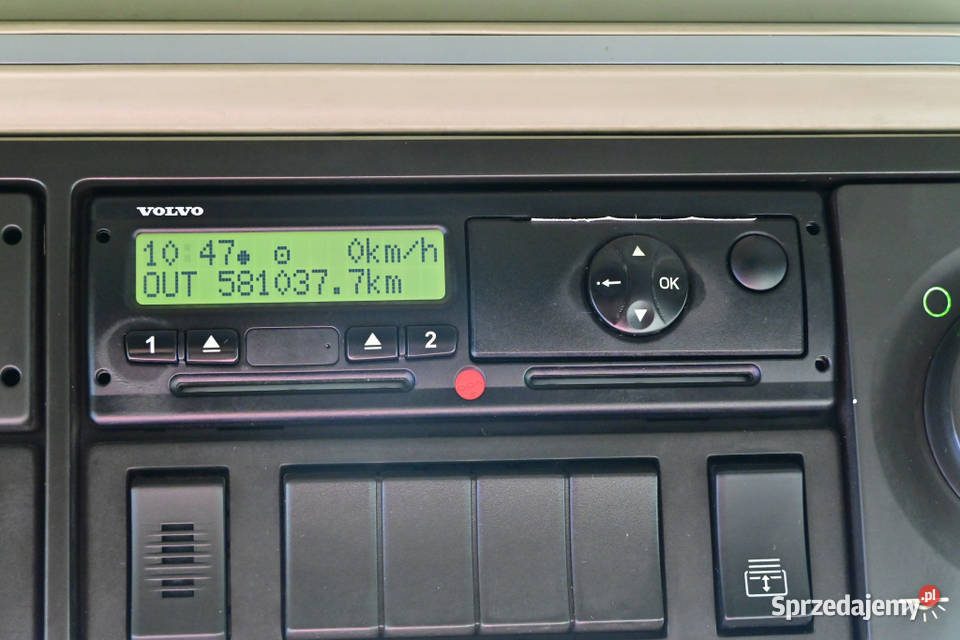 VOLVO
10:47 0km/h
OUT 581037.7km
1
2
OK
Sprzedajemy.pl